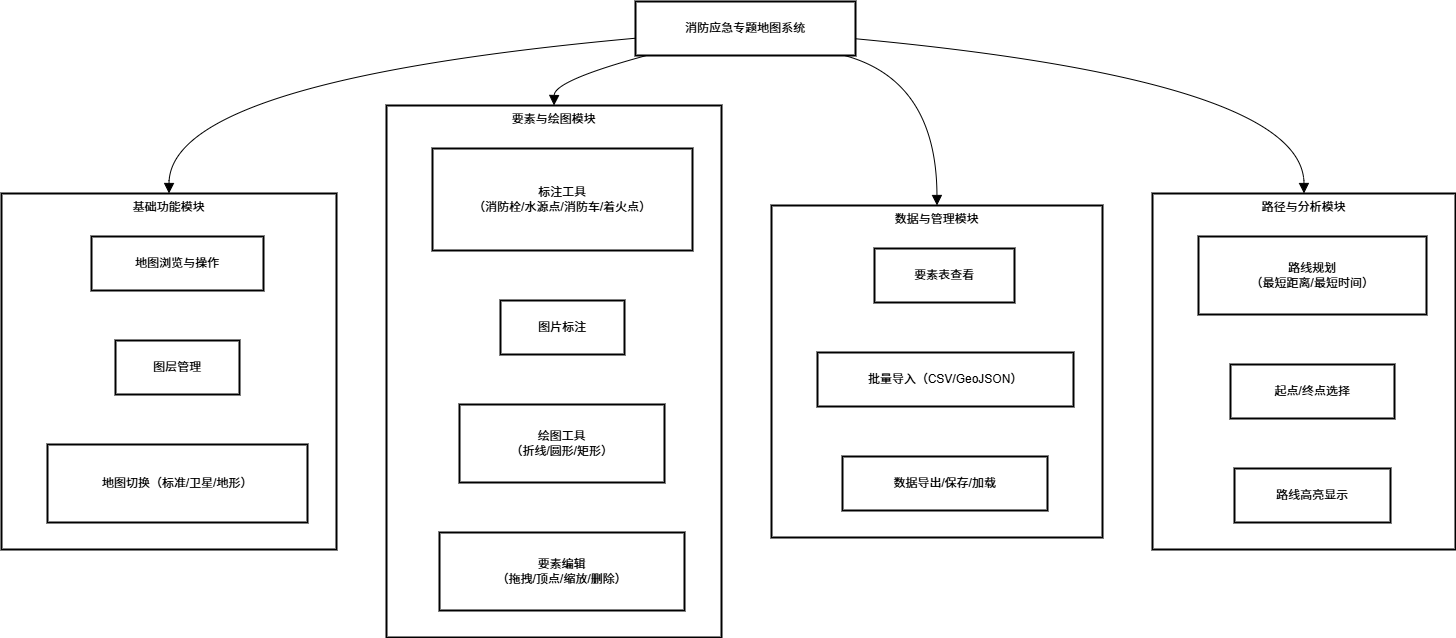 消防应急专题地图系统
基础功能模块
地图浏览与操作
图层管理
地图切换（标准/卫星/地形）
要素与绘图模块
标注工具
（消防栓/水源点/消防车/着火点）
图片标注
绘图工具
（折线/圆形/矩形）
要素编辑
（拖拽/顶点/缩放/删除）
数据与管理模块
要素表查看
批量导入（CSV/GeoJSON）
数据导出/保存/加载
路径与分析模块
路线规划
（最短距离/最短时间）
起点/终点选择
路线高亮显示